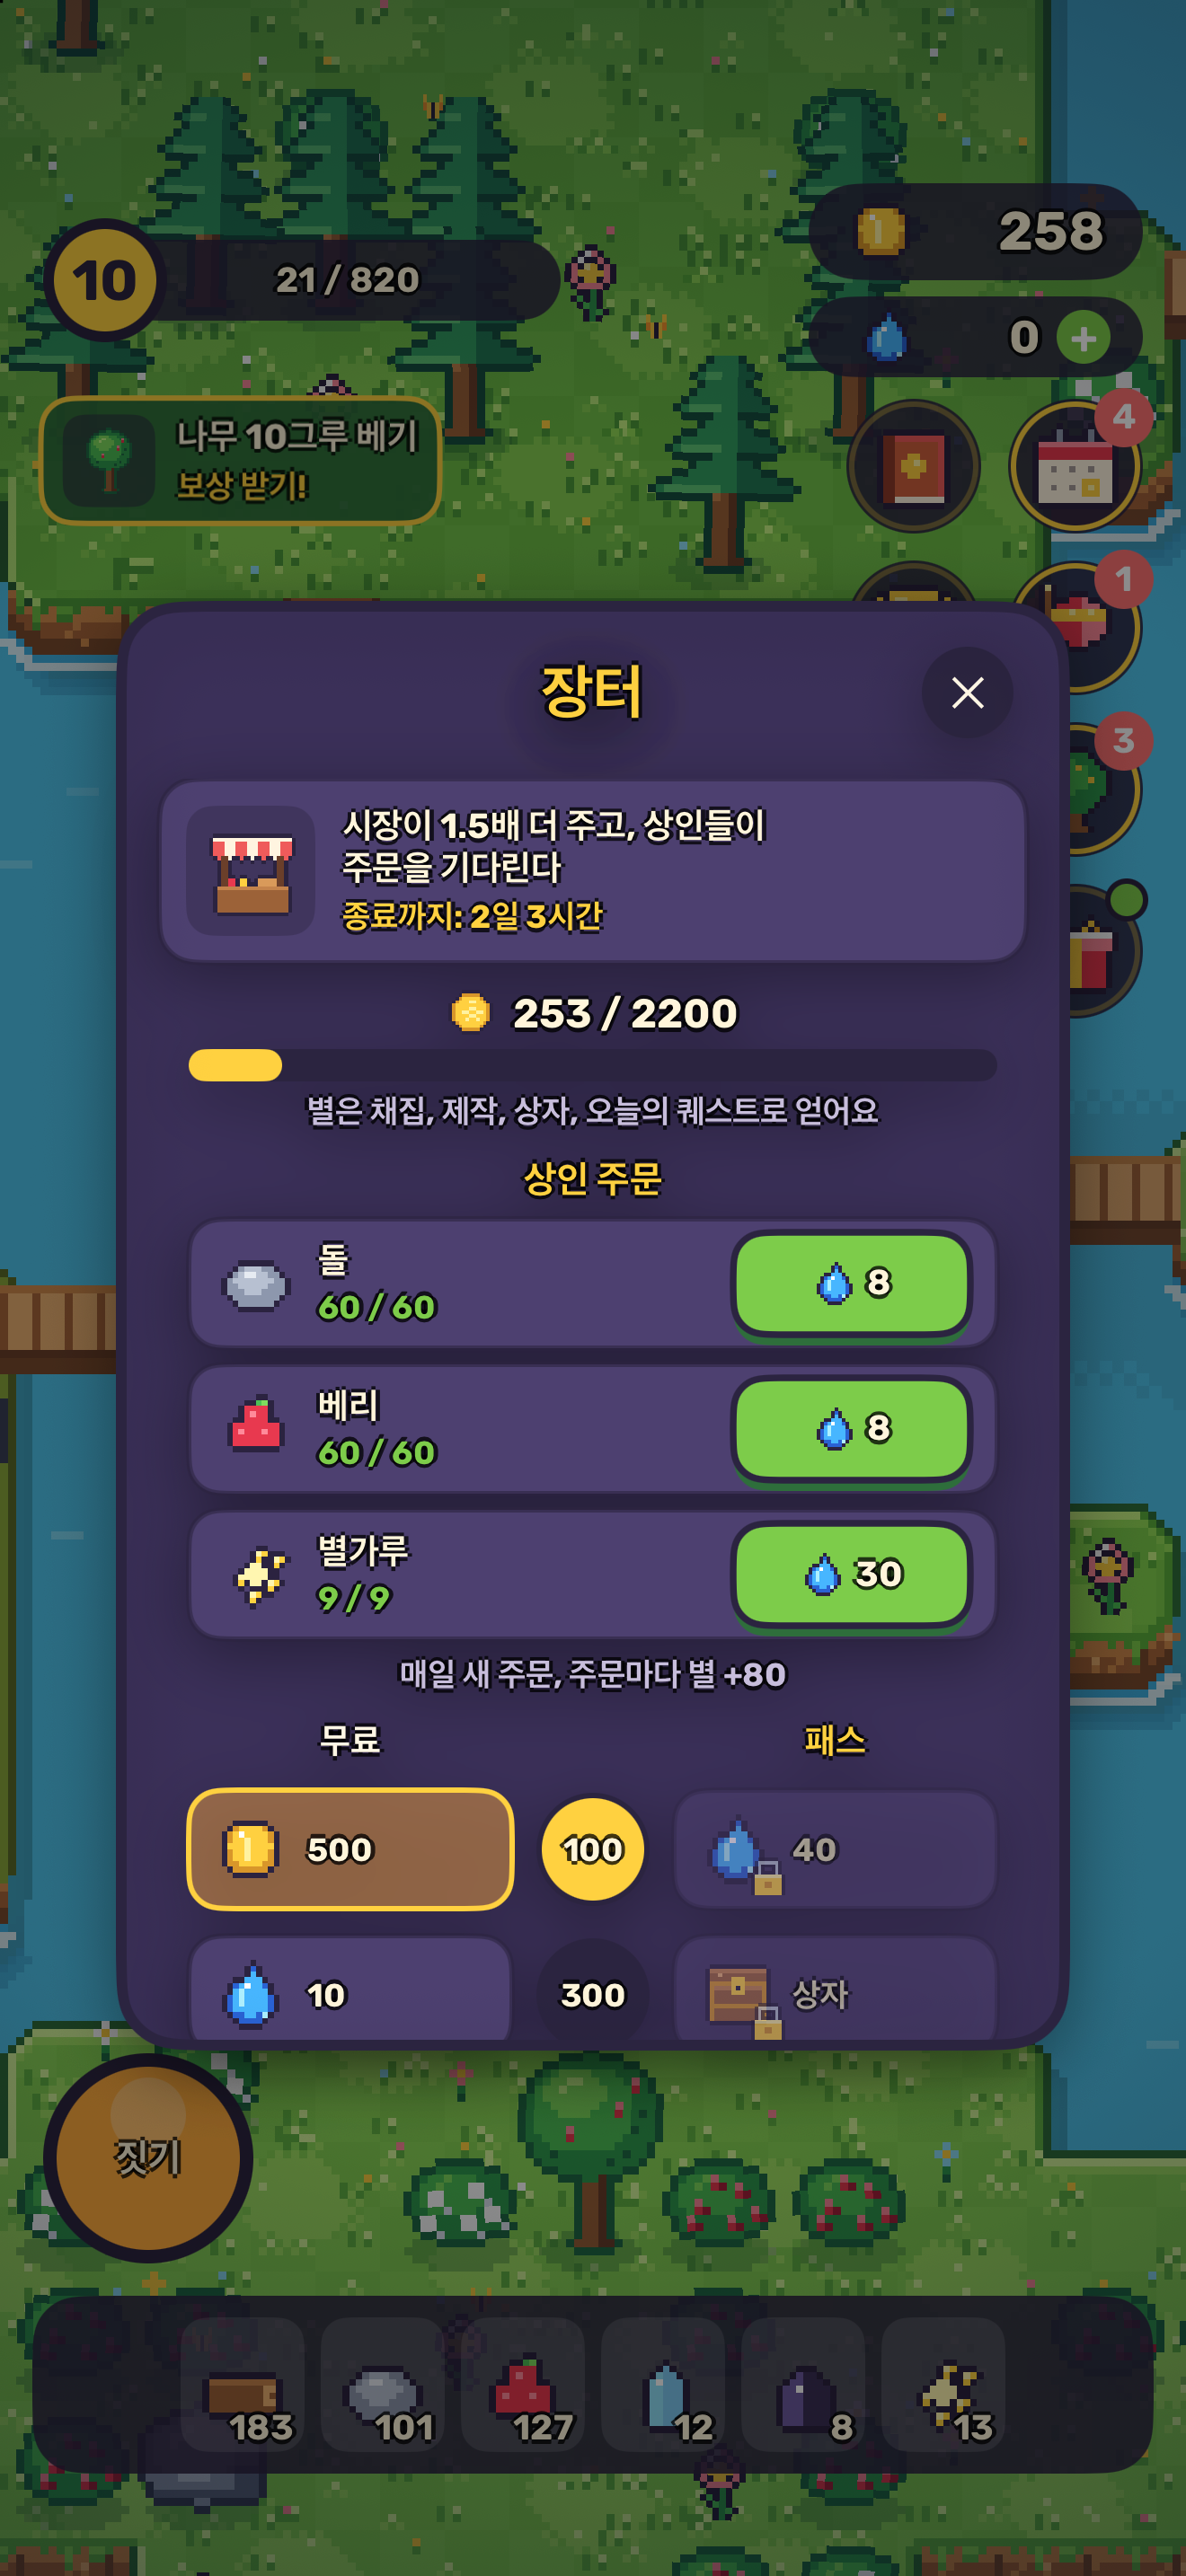 10
21 / 820
258
0
+
나무 10그루 베기
보상 받기!
4
1
3
장터
시장이 1.5배 더 주고, 상인들이
주문을 기다린다
종료까지: 2일 3시간
253 / 2200
별은 채집, 제작, 상자, 오늘의 퀘스트로 얻어요
상인 주문
돌
60 / 60
8
베리
60 / 60
8
별가루
9 / 9
30
매일 새 주문, 주문마다 별 +80
무료
패스
500
100
40
10
300
상자
짓기
183
101
127
12
8
13